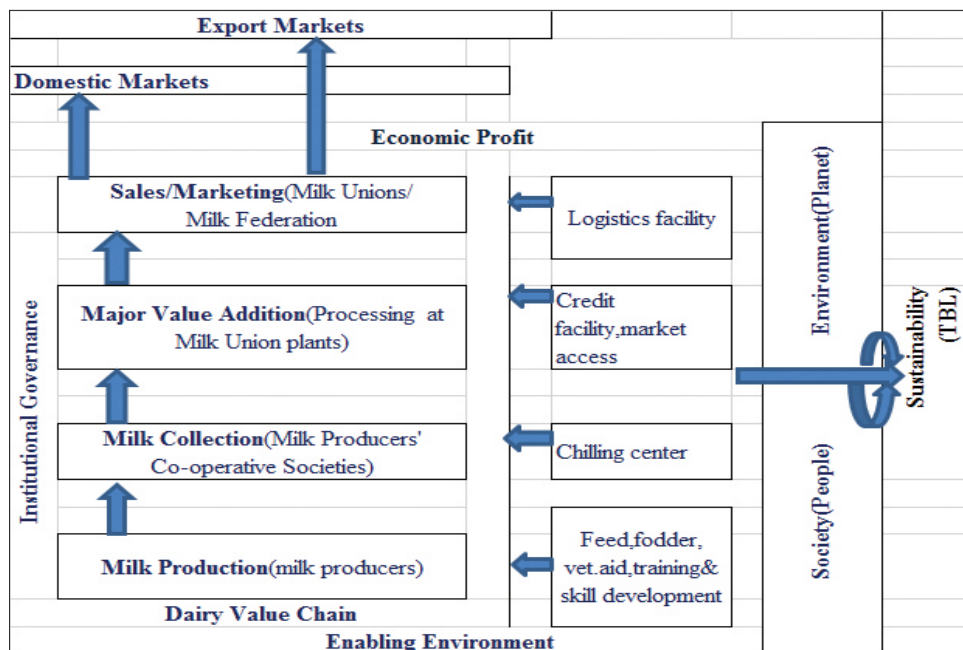 Export Markets
Domestic Markets
Economic Profit
Sales/Marketing(Milk Unions/
Milk Federation
Logistics facility
Major Value Addition(Processing at
Milk Union plants)
Credit
facility,market
access
Milk Collection(Milk Producers'
Co-operative Societies)
Chilling center
Milk Production(milk producers)
Feed,fodder,
vet.aid,training&
skill development
Dairy Value Chain
Enabling Environment
Institutional Governance
Environment(Planet)
Society(People)
Sustainability
(TBL)